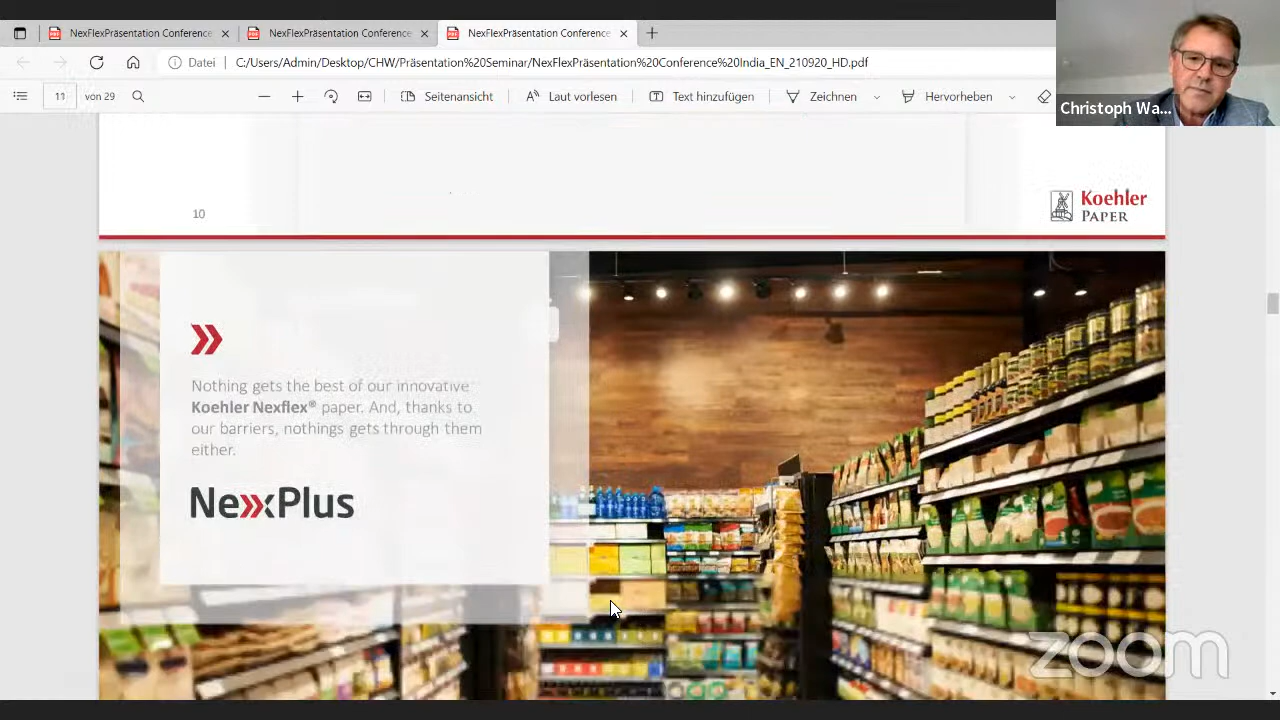 NexFlexPräsentation Conference
NexFlexPräsentation Conference
NexFlexPräsentation Conference
Datei
C:/Users/Admin/Desktop/CHW/Präsentation%20Seminar/NexFlexPräsentation%20Conference%20India_EN_210920_HD.pdf
11 von 29
Seitenansicht
Laut vorlesen
Text hinzufügen
Zeichnen
Hervorheben
Christoph Wa...
10
Koehler
PAPER
Nothing gets the best of our innovative
Koehler Nexflex® paper. And, thanks to
our barriers, nothings gets through them
either.
NexPlus
zoom